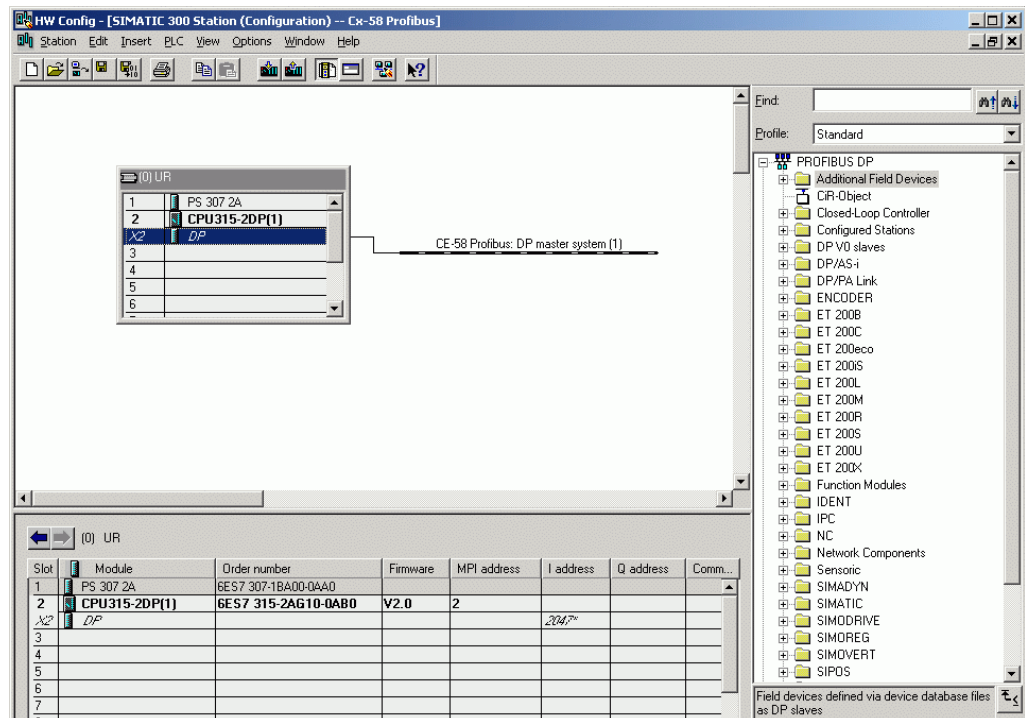 HW Config - [SIMATIC 300 Station (Configuration) -- Cx-58 Profibus]
Station Edit Insert PLC View Options Window Help
(0) UR
1 PS 307 2A
2 CPU315-2DP(1)
X2 DP
3
4
5
6
CE-58 Profibus: DP master system (1)
Find:
Profile: Standard
PROFIBUS DP
Additional Field Devices
CiR-Object
Closed-Loop Controller
Configured Stations
DP V0 slaves
DP/AS-i
DP/PA Link
ENCODER
ET 200B
ET 200C
ET 200eco
ET 200iS
ET 200L
ET 200M
ET 200R
ET 200S
ET 200U
ET 200X
Function Modules
IDENT
IPC
NC
Network Components
Sensoric
SIMADYN
SIMATIC
SIMODRIVE
SIMOREG
SIMOVERT
SIPOS
Field devices defined via device database files
as DP slaves
(0) UR
Slot Module Order number Firmware MPI address I address Q address Comm...
1 PS 307 2A 6ES7 307-1BA00-0AA0
2 CPU315-2DP(1) 6ES7 315-2AG10-0AB0 V2.0 2
X2 DP 2047*
3
4
5
6
7